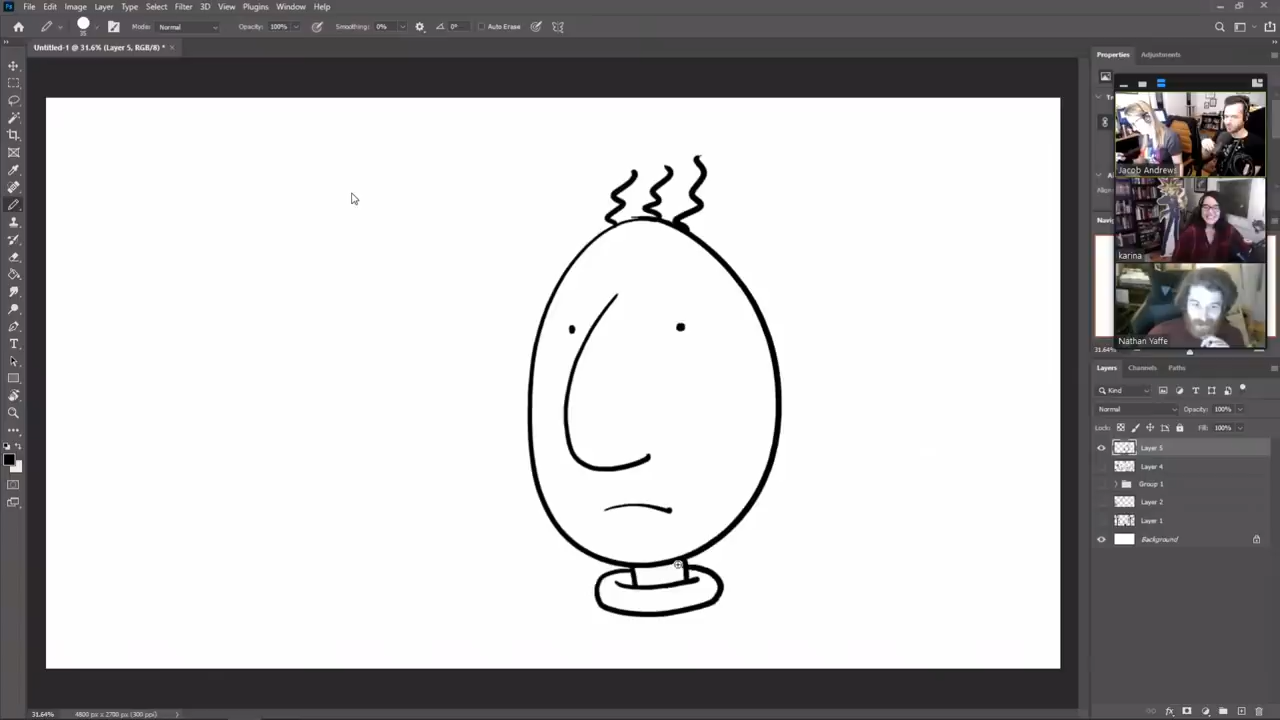 File Edit Image Layer Type Select Filter 3D View Plugins Window Help
Mode: Normal Opacity: 100% Smoothing: 0% 0° Auto Erase
Untitled-1 @ 31.6% (Layer 5, RGB/8) * ×
Properties Adjustments
Jacob Andrews
karina
Nathan Yaffe
31.64%
Layers Channels Paths
Kind
Normal Opacity: 100%
Lock: Fill: 100%
Layer 5
Layer 4
Group 1
Layer 2
Layer 1
Background
31.64% 4800 px x 2700 px (300 ppi)